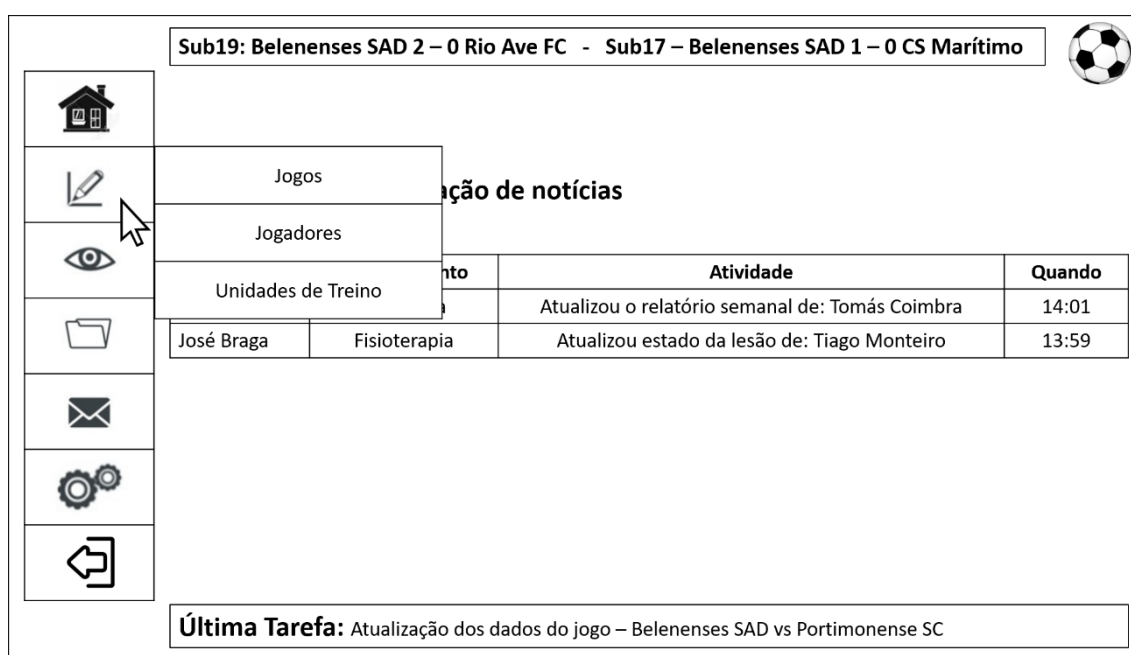 Sub19: Belenenses SAD 2 – 0 Rio Ave FC - Sub17 – Belenenses SAD 1 – 0 CS Marítimo
Jogos
ação de notícias
Jogadores
nto Atividade Quando
Unidades de Treino
Atualizou o relatório semanal de: Tomás Coimbra 14:01
José Braga Fisioterapia Atualizou estado da lesão de: Tiago Monteiro 13:59
Última Tarefa: Atualização dos dados do jogo – Belenenses SAD vs Portimonense SC